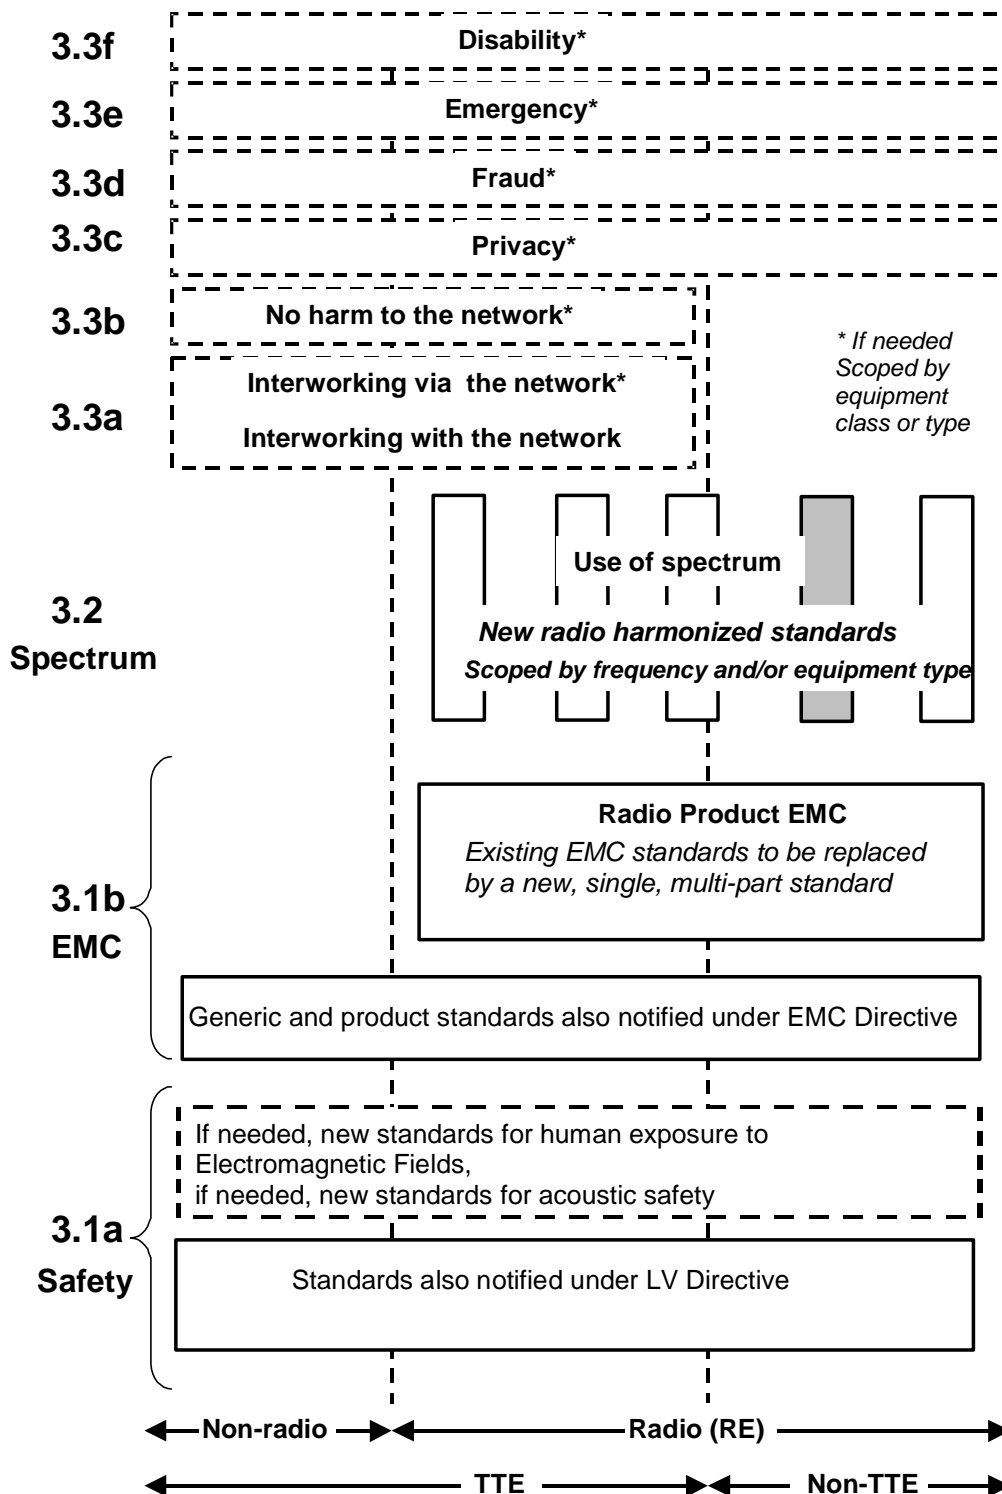 3.3f
Disability*
3.3e
Emergency*
3.3d
Fraud*
3.3c
Privacy*
3.3b
No harm to the network*
* If needed
Scoped by
equipment
class or type
3.3a
Interworking via the network*
Interworking with the network
3.2
Spectrum
Use of spectrum
New radio harmonized standards
Scoped by frequency and/or equipment type
3.1b
EMC
Radio Product EMC
Existing EMC standards to be replaced
by a new, single, multi-part standard
Generic and product standards also notified under EMC Directive
3.1a
Safety
If needed, new standards for human exposure to
Electromagnetic Fields,
if needed, new standards for acoustic safety
Standards also notified under LV Directive
Non-radio
Radio (RE)
TTE
Non-TTE